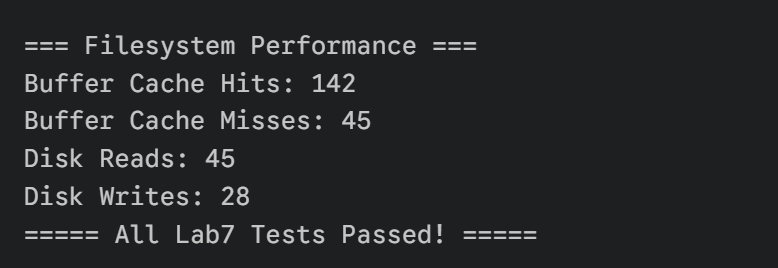 === Filesystem Performance ===
Buffer Cache Hits: 142
Buffer Cache Misses: 45
Disk Reads: 45
Disk Writes: 28
===== All Lab7 Tests Passed! =====